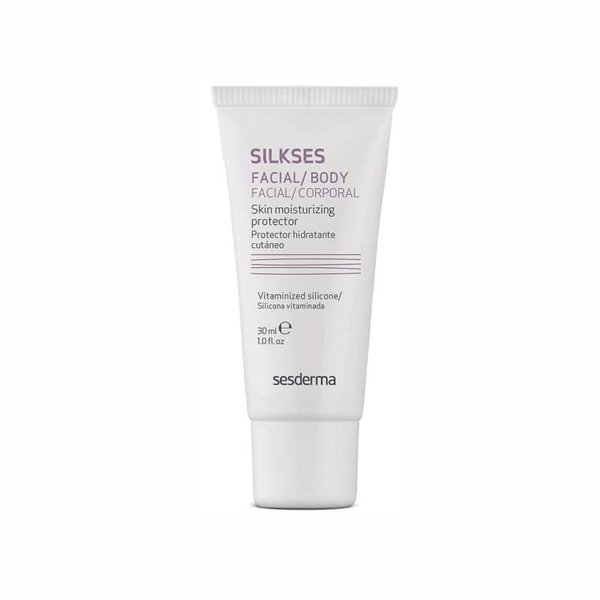 SILKSES
FACIAL/ BODY
FACIAL/ CORPORAL
Skin moisturizing
protector
Protector hidratante
cutáneo
Vitaminized silicone/
Silicona vitaminada
30 ml e
1.0 fl. oz
sesderma